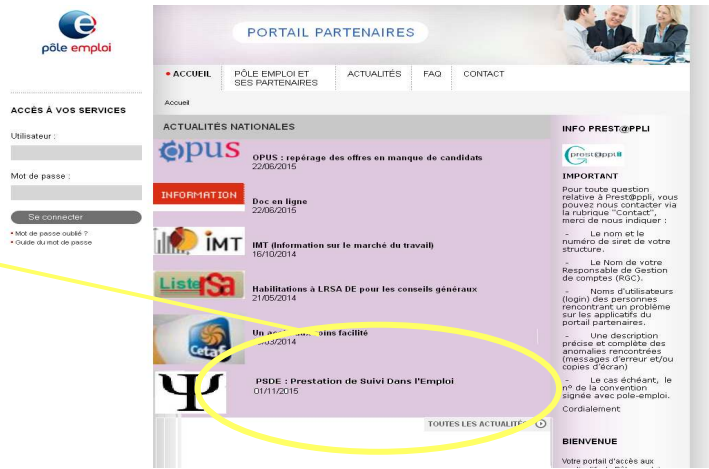 pôle emploi
ACCÈS À VOS SERVICES
Utilisateur :
Mot de passe :
Se connecter
• Mot de passe oublié ?
• Guide du mot de passe
PORTAIL PARTENAIRES
• ACCUEIL
PÔLE EMPLOI ET
SES PARTENAIRES
ACTUALITÉS
FAQ
CONTACT
Accueil
ACTUALITÉS NATIONALES
opus
OPUS : repérage des offres en manque de candidats
22/06/2015
INFORMATION
Doc en ligne
22/06/2015
IMT
IMT (Information sur le marché du travail)
16/10/2014
Liste rSa
Habilitations à LRSA DE pour les conseils généraux
21/05/2014
Cetaf
Un
facilité
/03/2014
Ψ
PSDE : Prestation de Suivi Dans l'Emploi
01/11/2015
TOUTES LES ACTUALITÉS
INFO PREST@PPLI
prest@ppli
IMPORTANT
Pour toute question
relative à Prest@ppli, vous
pouvez nous contacter via
la rubrique "Contact",
merci de nous indiquer :
- Le nom et le
numéro de siret de votre
structure.
- Le Nom de votre
Responsable de Gestion
de comptes (RGC).
- Noms d'utilisateurs
(login) des personnes
rencontrant un problème
sur les applicatifs du
portail partenaires.
- Une description
précise et complète des
anomalies rencontrées
(messages d'erreur et/ou
copies d'écran)
- Le cas échéant, le
nº de la convention
signée avec pole-emploi.
Cordialement
BIENVENUE
Votre portail d'accès aux